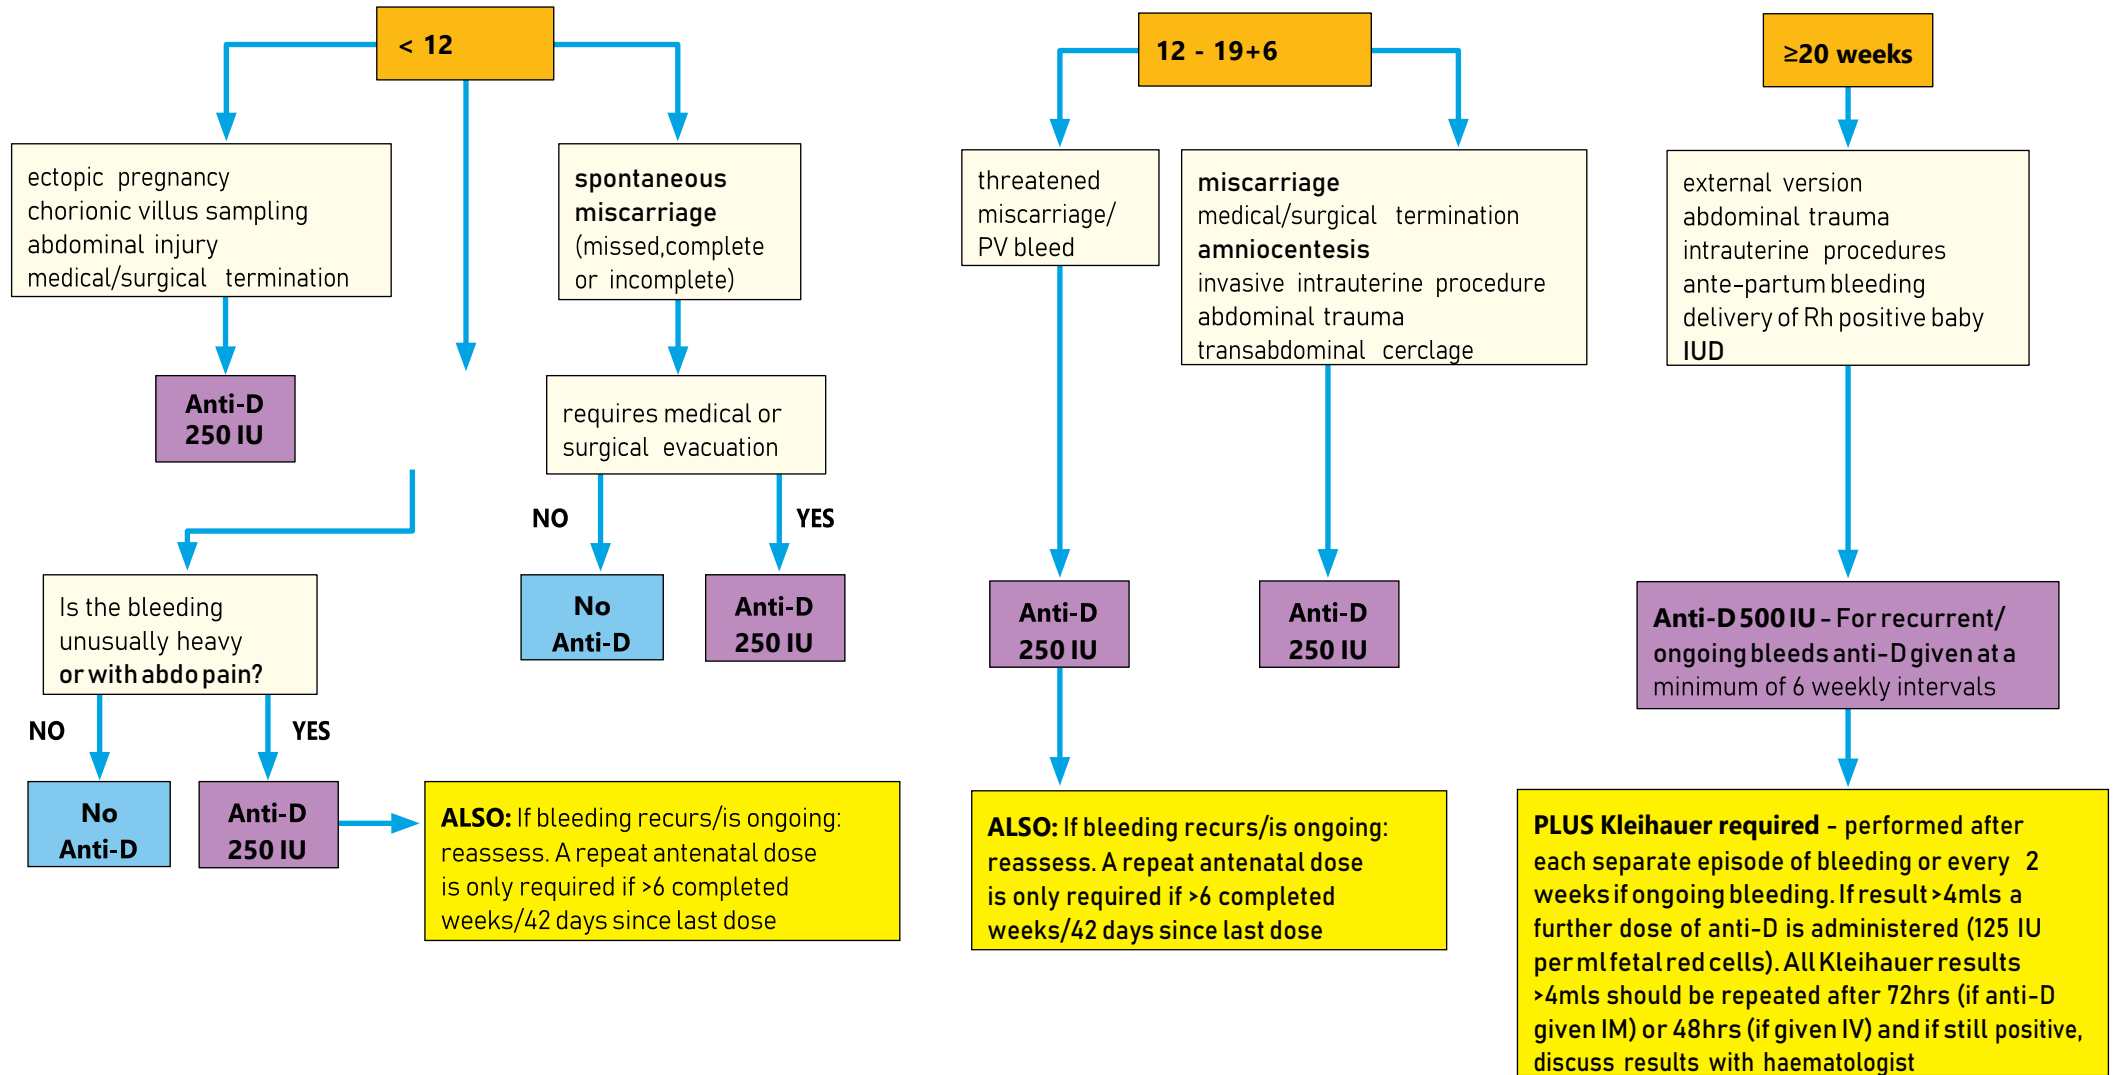 < 12
ectopic pregnancy
chorionic villus sampling
abdominal injury
medical/surgical termination
Anti-D
250 IU
spontaneous
miscarriage
(missed,complete
or incomplete)
requires medical or
surgical evacuation
NO
YES
No
Anti-D
Anti-D
250 IU
Is the bleeding
unusually heavy
or with abdo pain?
NO
YES
No
Anti-D
Anti-D
250 IU
ALSO: If bleeding recurs/is ongoing:
reassess. A repeat antenatal dose
is only required if >6 completed
weeks/42 days since last dose
12 - 19+6
threatened
miscarriage/
PV bleed
Anti-D
250 IU
ALSO: If bleeding recurs/is ongoing:
reassess. A repeat antenatal dose
is only required if >6 completed
weeks/42 days since last dose
miscarriage
medical/surgical termination
amniocentesis
invasive intrauterine procedure
abdominal trauma
transabdominal cerclage
Anti-D
250 IU
≥20 weeks
external version
abdominal trauma
intrauterine procedures
ante-partum bleeding
delivery of Rh positive baby
IUD
Anti-D 500 IU - For recurrent/
ongoing bleeds anti-D given at a
minimum of 6 weekly intervals
PLUS Kleihauer required - performed after
each separate episode of bleeding or every 2
weeks if ongoing bleeding. If result >4mls a
further dose of anti-D is administered (125 IU
per ml fetal red cells). All Kleihauer results
>4mls should be repeated after 72hrs (if anti-D
given IM) or 48hrs (if given IV) and if still positive,
discuss results with haematologist